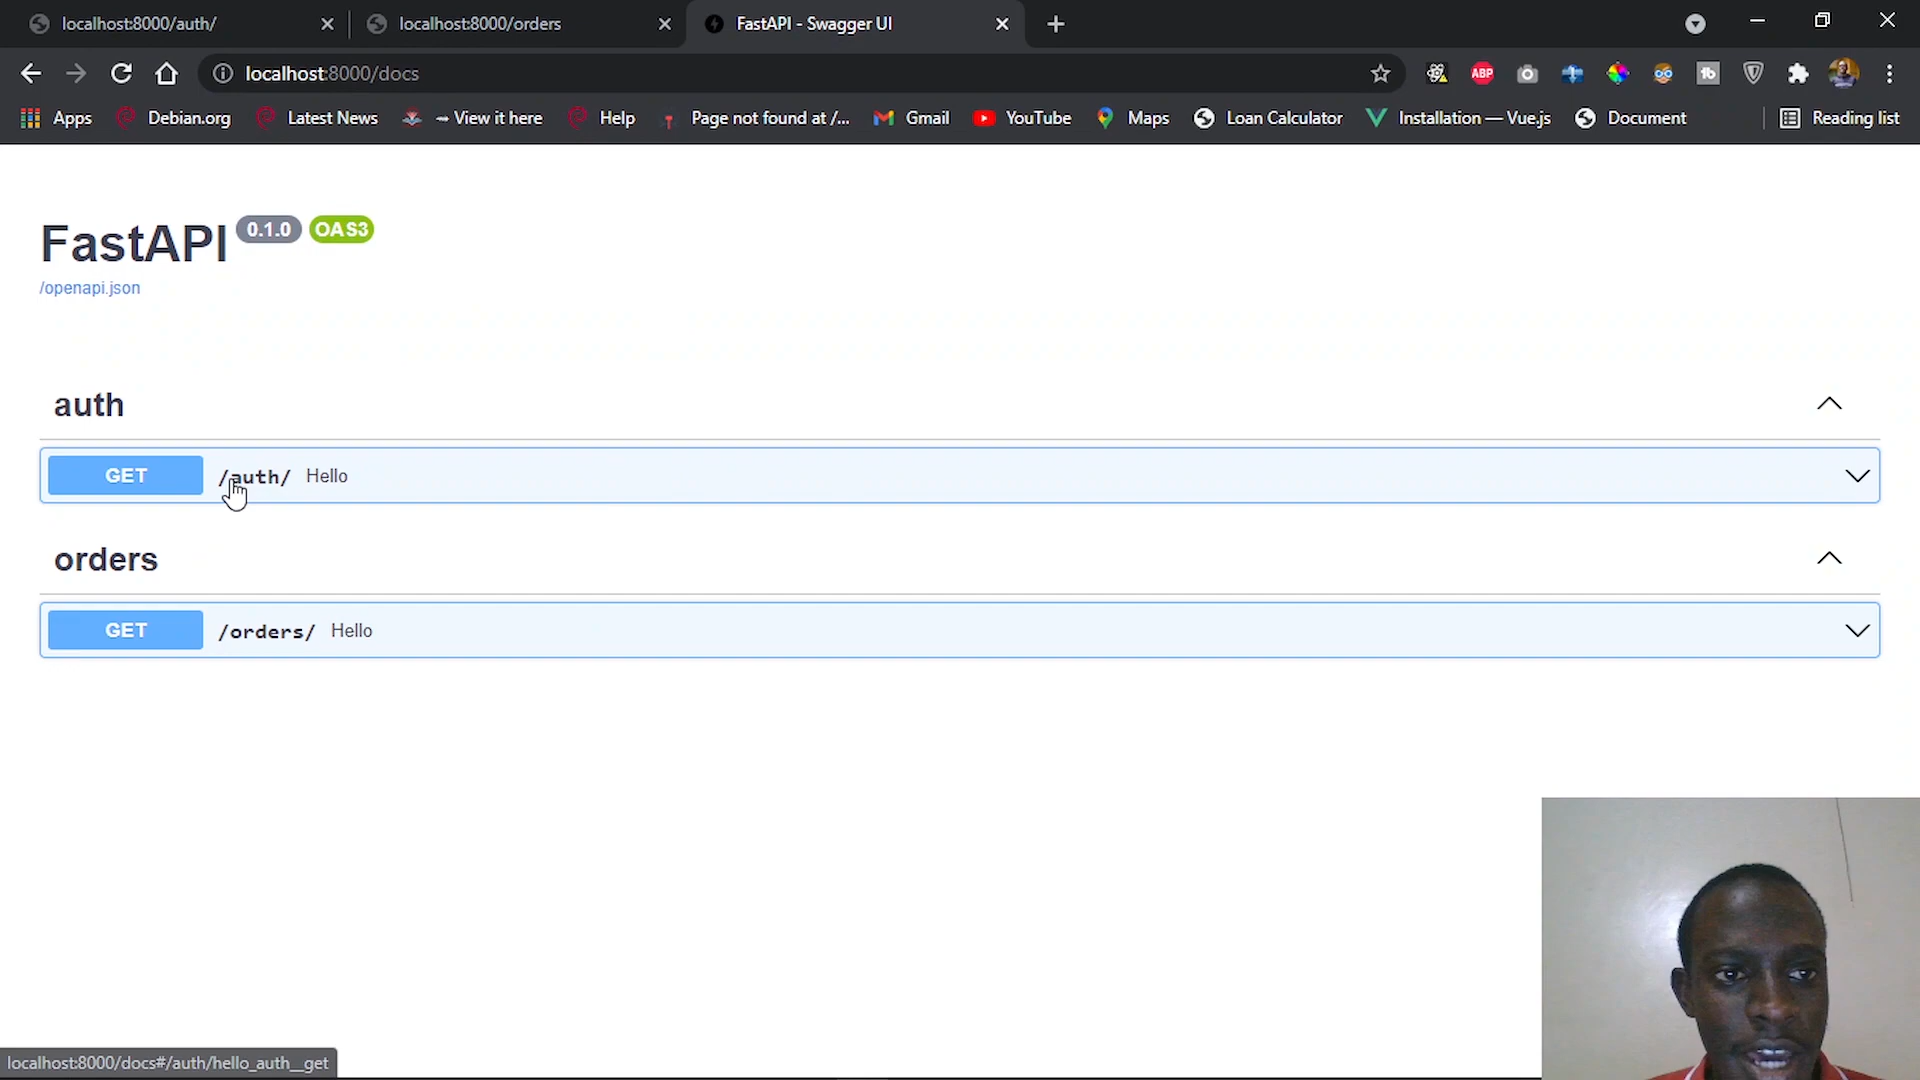 localhost:8000/auth/
localhost:8000/orders
FastAPI - Swagger UI
localhost:8000/docs
ABP
Apps
Debian.org
Latest News
⇝ View it here
Help
Page not found at /...
Gmail
YouTube
Maps
Loan Calculator
Installation — Vue.js
Document
Reading list
FastAPI 0.1.0 OAS3
/openapi.json
auth
GET /auth/ Hello
orders
GET /orders/ Hello
localhost:8000/docs#/auth/hello_auth__get